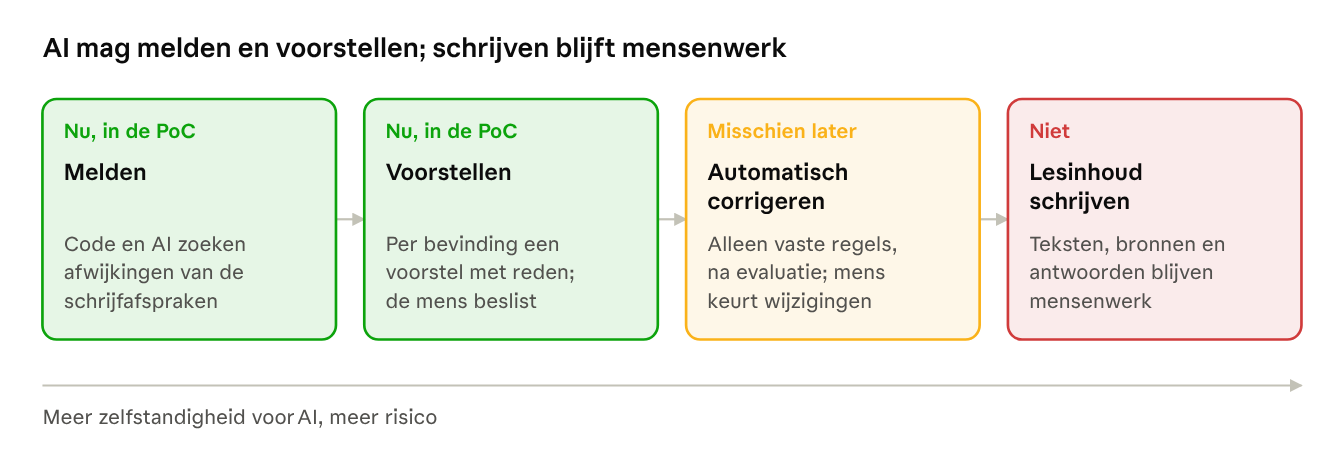 AI mag melden en voorstellen; schrijven blijft mensenwerk
Nu, in de PoC
Melden
Code en AI zoeken
afwijkingen van de
schrijfafspraken
Nu, in de PoC
Voorstellen
Per bevinding een
voorstel met reden;
de mens beslist
Misschien later
Automatisch
corrigeren
Alleen vaste regels,
na evaluatie; mens
keurt wijzigingen
Niet
Lesinhoud
schrijven
Teksten, bronnen en
antwoorden blijven
mensenwerk
Meer zelfstandigheid voor AI, meer risico